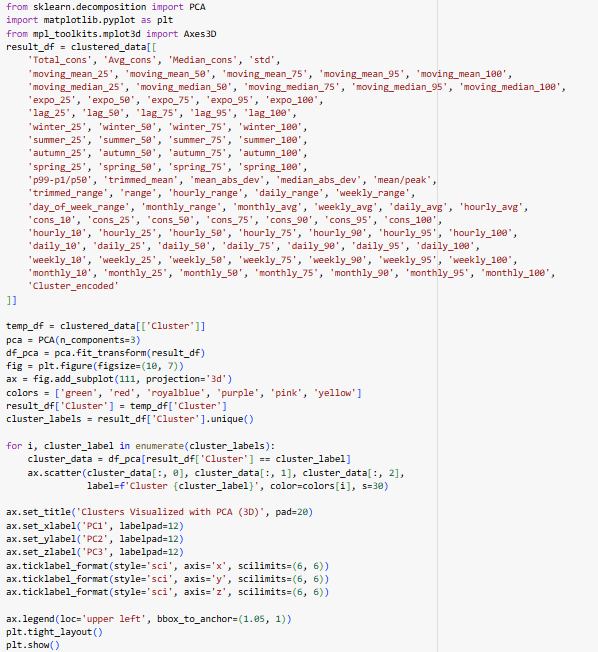 from sklearn.decomposition import PCA
import matplotlib.pyplot as plt
from mpl_toolkits.mplot3d import Axes3D
result_df = clustered_data[[
    'Total_cons', 'Avg_cons', 'Median_cons', 'std',
    'moving_mean_25', 'moving_mean_50', 'moving_mean_75', 'moving_mean_95', 'moving_mean_100',
    'moving_median_25', 'moving_median_50', 'moving_median_75', 'moving_median_95', 'moving_median_100',
    'expo_25', 'expo_50', 'expo_75', 'expo_95', 'expo_100',
    'lag_25', 'lag_50', 'lag_75', 'lag_95', 'lag_100',
    'winter_25', 'winter_50', 'winter_75', 'winter_100',
    'summer_25', 'summer_50', 'summer_75', 'summer_100',
    'autumn_25', 'autumn_50', 'autumn_75', 'autumn_100',
    'spring_25', 'spring_50', 'spring_75', 'spring_100',
    'p99-p1/p50', 'trimmed_mean', 'mean_abs_dev', 'median_abs_dev', 'mean/peak',
    'trimmed_range', 'range', 'hourly_range', 'daily_range', 'weekly_range',
    'day_of_week_range', 'monthly_range', 'monthly_avg', 'weekly_avg', 'daily_avg', 'hourly_avg',
    'cons_10', 'cons_25', 'cons_50', 'cons_75', 'cons_90', 'cons_95', 'cons_100',
    'hourly_10', 'hourly_25', 'hourly_50', 'hourly_75', 'hourly_90', 'hourly_95', 'hourly_100',
    'daily_10', 'daily_25', 'daily_50', 'daily_75', 'daily_90', 'daily_95', 'daily_100',
    'weekly_10', 'weekly_25', 'weekly_50', 'weekly_75', 'weekly_90', 'weekly_95', 'weekly_100',
    'monthly_10', 'monthly_25', 'monthly_50', 'monthly_75', 'monthly_90', 'monthly_95', 'monthly_100',
    'Cluster_encoded'
]]

temp_df = clustered_data[['Cluster']]
pca = PCA(n_components=3)
df_pca = pca.fit_transform(result_df)
fig = plt.figure(figsize=(10, 7))
ax = fig.add_subplot(111, projection='3d')
colors = ['green', 'red', 'royalblue', 'purple', 'pink', 'yellow']
result_df['Cluster'] = temp_df['Cluster']
cluster_labels = result_df['Cluster'].unique()

for i, cluster_label in enumerate(cluster_labels):
    cluster_data = df_pca[result_df['Cluster'] == cluster_label]
    ax.scatter(cluster_data[:, 0], cluster_data[:, 1], cluster_data[:, 2],
               label=f'Cluster {cluster_label}', color=colors[i], s=30)

ax.set_title('Clusters Visualized with PCA (3D)', pad=20)
ax.set_xlabel('PC1', labelpad=12)
ax.set_ylabel('PC2', labelpad=12)
ax.set_zlabel('PC3', labelpad=12)
ax.ticklabel_format(style='sci', axis='x', scilimits=(6, 6))
ax.ticklabel_format(style='sci', axis='y', scilimits=(6, 6))
ax.ticklabel_format(style='sci', axis='z', scilimits=(6, 6))

ax.legend(loc='upper left', bbox_to_anchor=(1.05, 1))
plt.tight_layout()
plt.show()